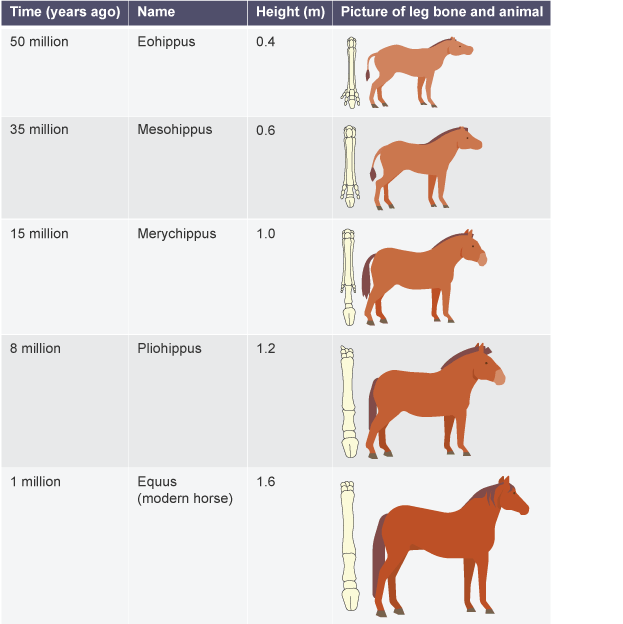 Time (years ago) Name Height (m) Picture of leg bone and animal
50 million Eohippus 0.4
35 million Mesohippus 0.6
15 million Merychippus 1.0
8 million Pliohippus 1.2
1 million Equus 1.6
(modern horse)